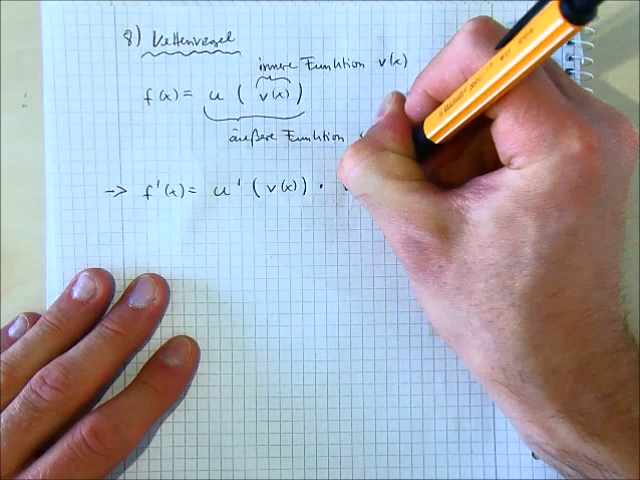 8) Kettenregel
innere Funktion v(x)
f(x) = u ( v(x) )
äußere Funktion
-> f'(x) = u' ( v(x) ) ·